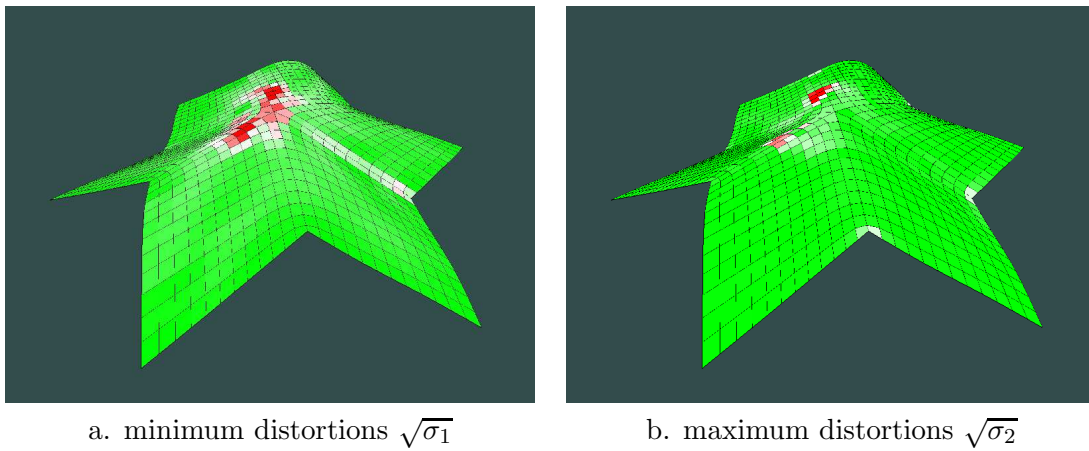 a. minimum distortions √σ₁
b. maximum distortions √σ₂